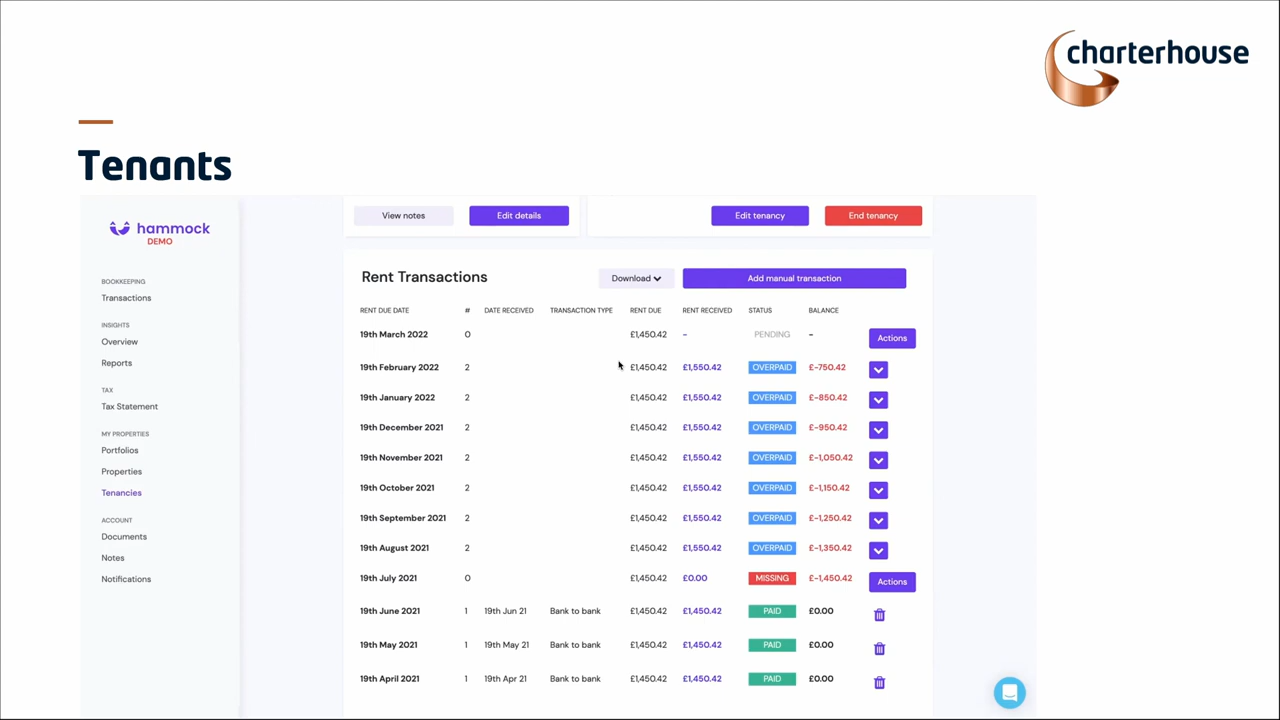 charterhouse
Tenants
hammock
DEMO
BOOKKEEPING
Transactions
INSIGHTS
Overview
Reports
TAX
Tax Statement
MY PROPERTIES
Portfolios
Properties
Tenancies
ACCOUNT
Documents
Notes
Notifications
View notes Edit details Edit tenancy End tenancy
Rent Transactions Download Add manual transaction
RENT DUE DATE # DATE RECEIVED TRANSACTION TYPE RENT DUE RENT RECEIVED STATUS BALANCE
19th March 2022 0 £1,450.42 - PENDING - Actions
19th February 2022 2 £1,450.42 £1,550.42 OVERPAID £-750.42
19th January 2022 2 £1,450.42 £1,550.42 OVERPAID £-850.42
19th December 2021 2 £1,450.42 £1,550.42 OVERPAID £-950.42
19th November 2021 2 £1,450.42 £1,550.42 OVERPAID £-1,050.42
19th October 2021 2 £1,450.42 £1,550.42 OVERPAID £-1,150.42
19th September 2021 2 £1,450.42 £1,550.42 OVERPAID £-1,250.42
19th August 2021 2 £1,450.42 £1,550.42 OVERPAID £-1,350.42
19th July 2021 0 £1,450.42 £0.00 MISSING £-1,450.42 Actions
19th June 2021 1 19th Jun 21 Bank to bank £1,450.42 £1,450.42 PAID £0.00
19th May 2021 1 19th May 21 Bank to bank £1,450.42 £1,450.42 PAID £0.00
19th April 2021 1 19th Apr 21 Bank to bank £1,450.42 £1,450.42 PAID £0.00